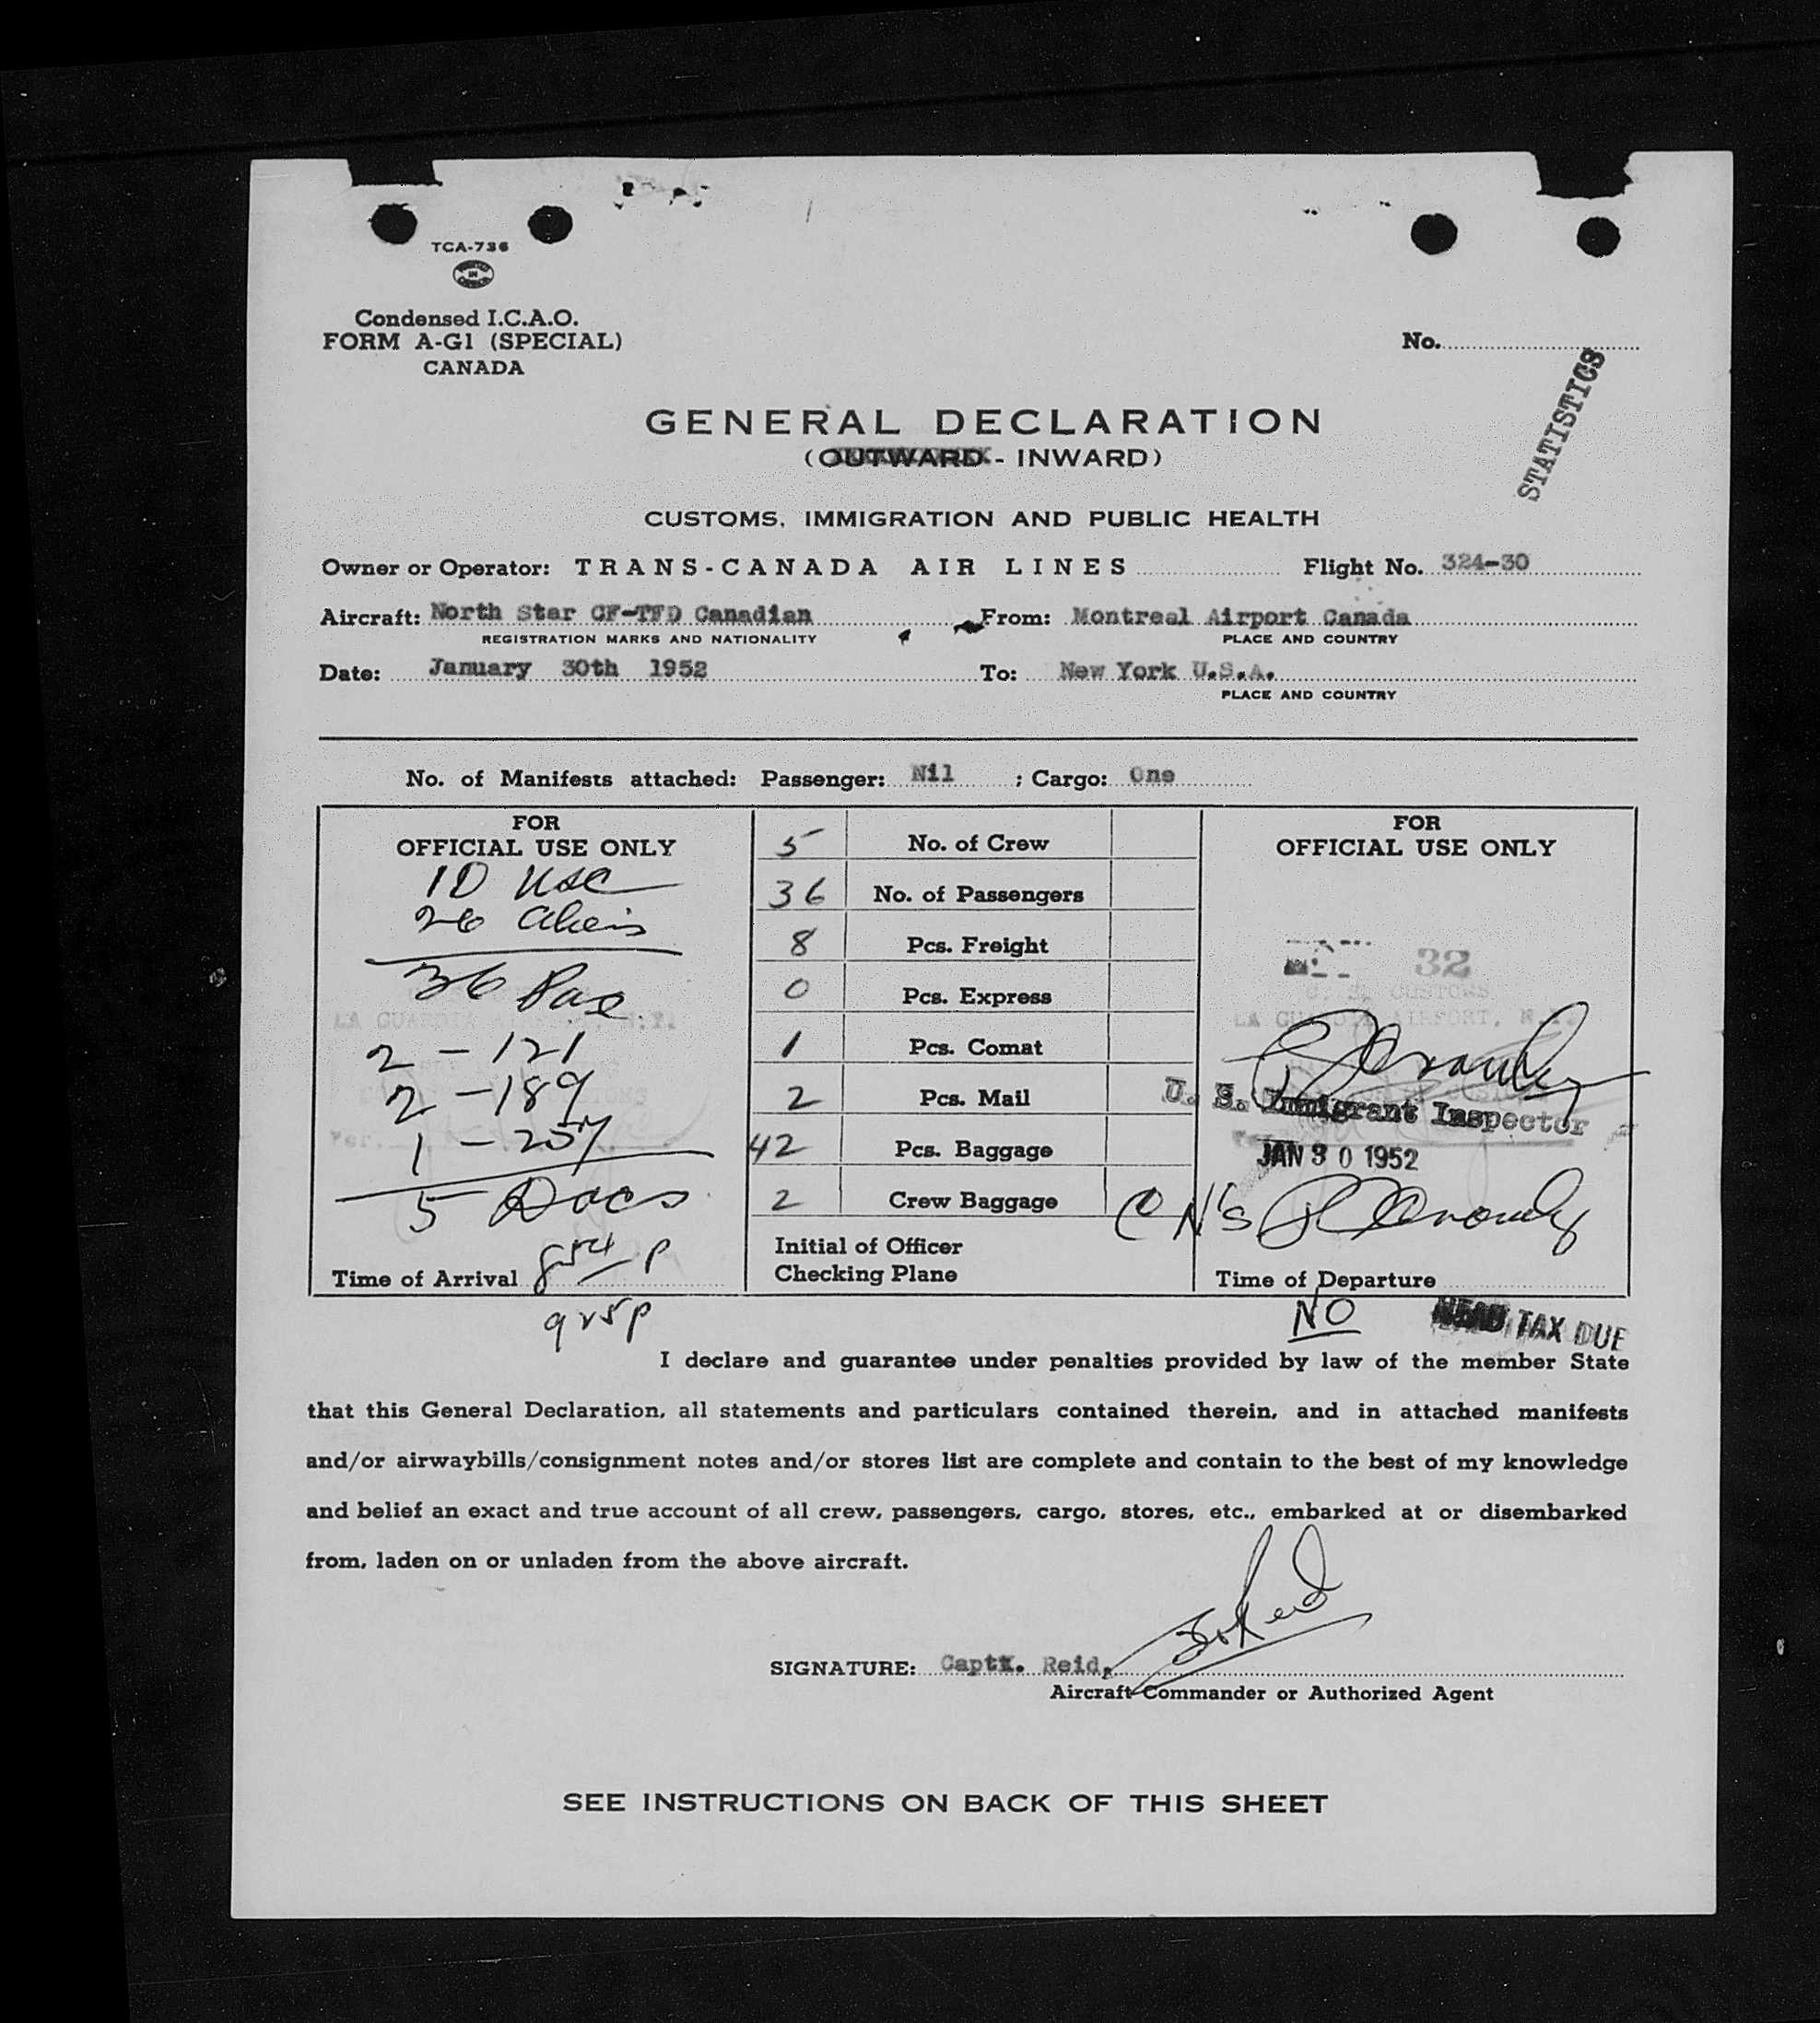 TCA-736
Condensed I.C.A.O.
FORM A-G1 (SPECIAL)
CANADA
No.
STATISTICS
GENERAL DECLARATION
(OUTWARD - INWARD)
CUSTOMS, IMMIGRATION AND PUBLIC HEALTH
Owner or Operator: TRANS-CANADA AIR LINES Flight No. 324-30
Aircraft: North Star CF-TFD Canadian From: Montreal Airport Canada
REGISTRATION MARKS AND NATIONALITY PLACE AND COUNTRY
Date: January 30th 1952 To: New York U.S.A.
PLACE AND COUNTRY
No. of Manifests attached: Passenger: Nil ; Cargo: One
FOR
OFFICIAL USE ONLY
10 USC
26 Aliens
36 Pas
2 - 121
2 - 189
1 - 257
5 Docs
Time of Arrival 854 P
925P
5 No. of Crew
36 No. of Passengers
8 Pcs. Freight
0 Pcs. Express
1 Pcs. Comat
2 Pcs. Mail
42 Pcs. Baggage
2 Crew Baggage
Initial of Officer
Checking Plane
FOR
OFFICIAL USE ONLY
32
U. S. CUSTOMS
LA GUARDIA AIRPORT, N.Y.
U. S. Immigrant Inspector
JAN 30 1952
Time of Departure
NO
HEAD TAX DUE
I declare and guarantee under penalties provided by law of the member State
that this General Declaration, all statements and particulars contained therein, and in attached manifests
and/or airwaybills/consignment notes and/or stores list are complete and contain to the best of my knowledge
and belief an exact and true account of all crew, passengers, cargo, stores, etc., embarked at or disembarked
from, laden on or unladen from the above aircraft.
SIGNATURE: Capt. Reid,
Aircraft Commander or Authorized Agent
SEE INSTRUCTIONS ON BACK OF THIS SHEET